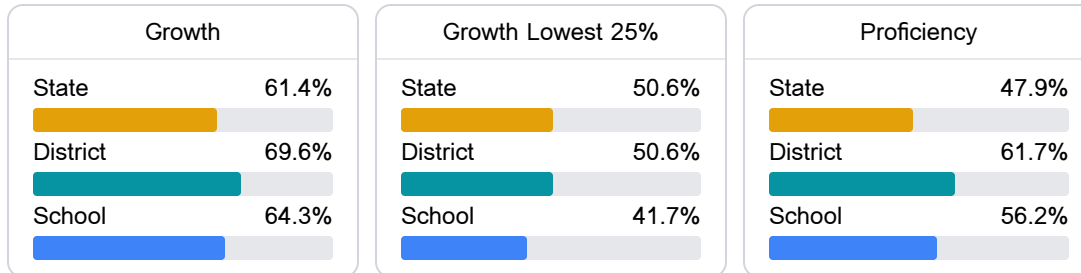 Growth
State 61.4%
District 69.6%
School 64.3%
Growth Lowest 25%
State 50.6%
District 50.6%
School 41.7%
Proficiency
State 47.9%
District 61.7%
School 56.2%